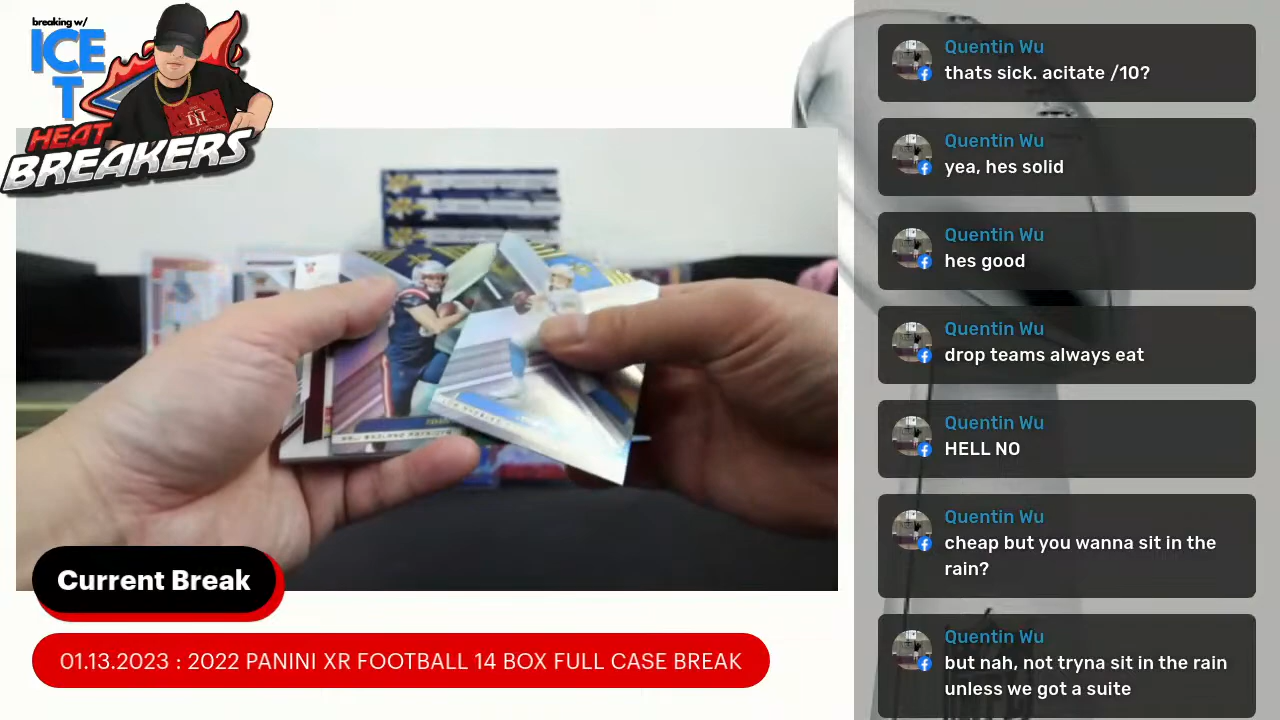 breaking w/
ICE
T
HEAT
BREAKERS
Current Break
01.13.2023 : 2022 PANINI XR FOOTBALL 14 BOX FULL CASE BREAK
Quentin Wu
thats sick. acitate /10?
Quentin Wu
yea, hes solid
Quentin Wu
hes good
Quentin Wu
drop teams always eat
Quentin Wu
HELL NO
Quentin Wu
cheap but you wanna sit in the
rain?
Quentin Wu
but nah, not tryna sit in the rain
unless we got a suite